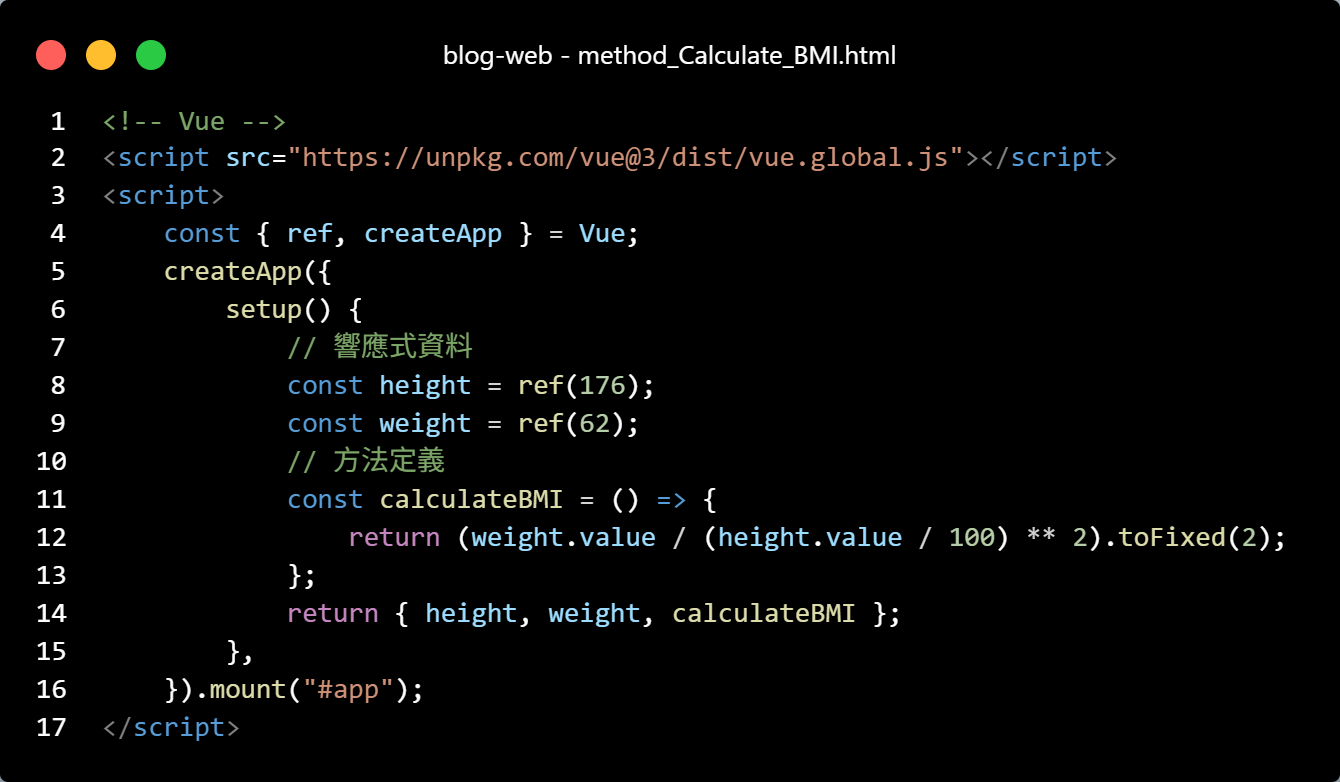 blog-web - method_Calculate_BMI.html
1 <!-- Vue -->
2 <script src="https://unpkg.com/vue@3/dist/vue.global.js"></script>
3 <script>
4     const { ref, createApp } = Vue;
5     createApp({
6         setup() {
7             // 響應式資料
8             const height = ref(176);
9             const weight = ref(62);
10             // 方法定義
11             const calculateBMI = () => {
12                 return (weight.value / (height.value / 100) ** 2).toFixed(2);
13             };
14             return { height, weight, calculateBMI };
15         },
16     }).mount("#app");
17 </script>